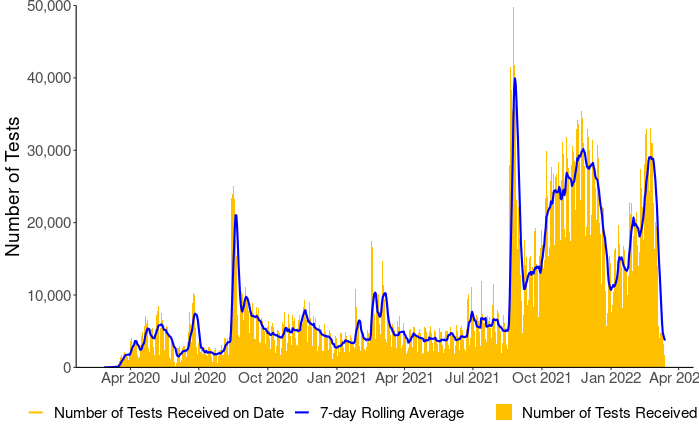 50,000
40,000
30,000
20,000
10,000
0
Number of Tests
Apr 2020 Jul 2020 Oct 2020 Jan 2021 Apr 2021 Jul 2021 Oct 2021 Jan 2022 Apr 202
Number of Tests Received on Date 7-day Rolling Average Number of Tests Received